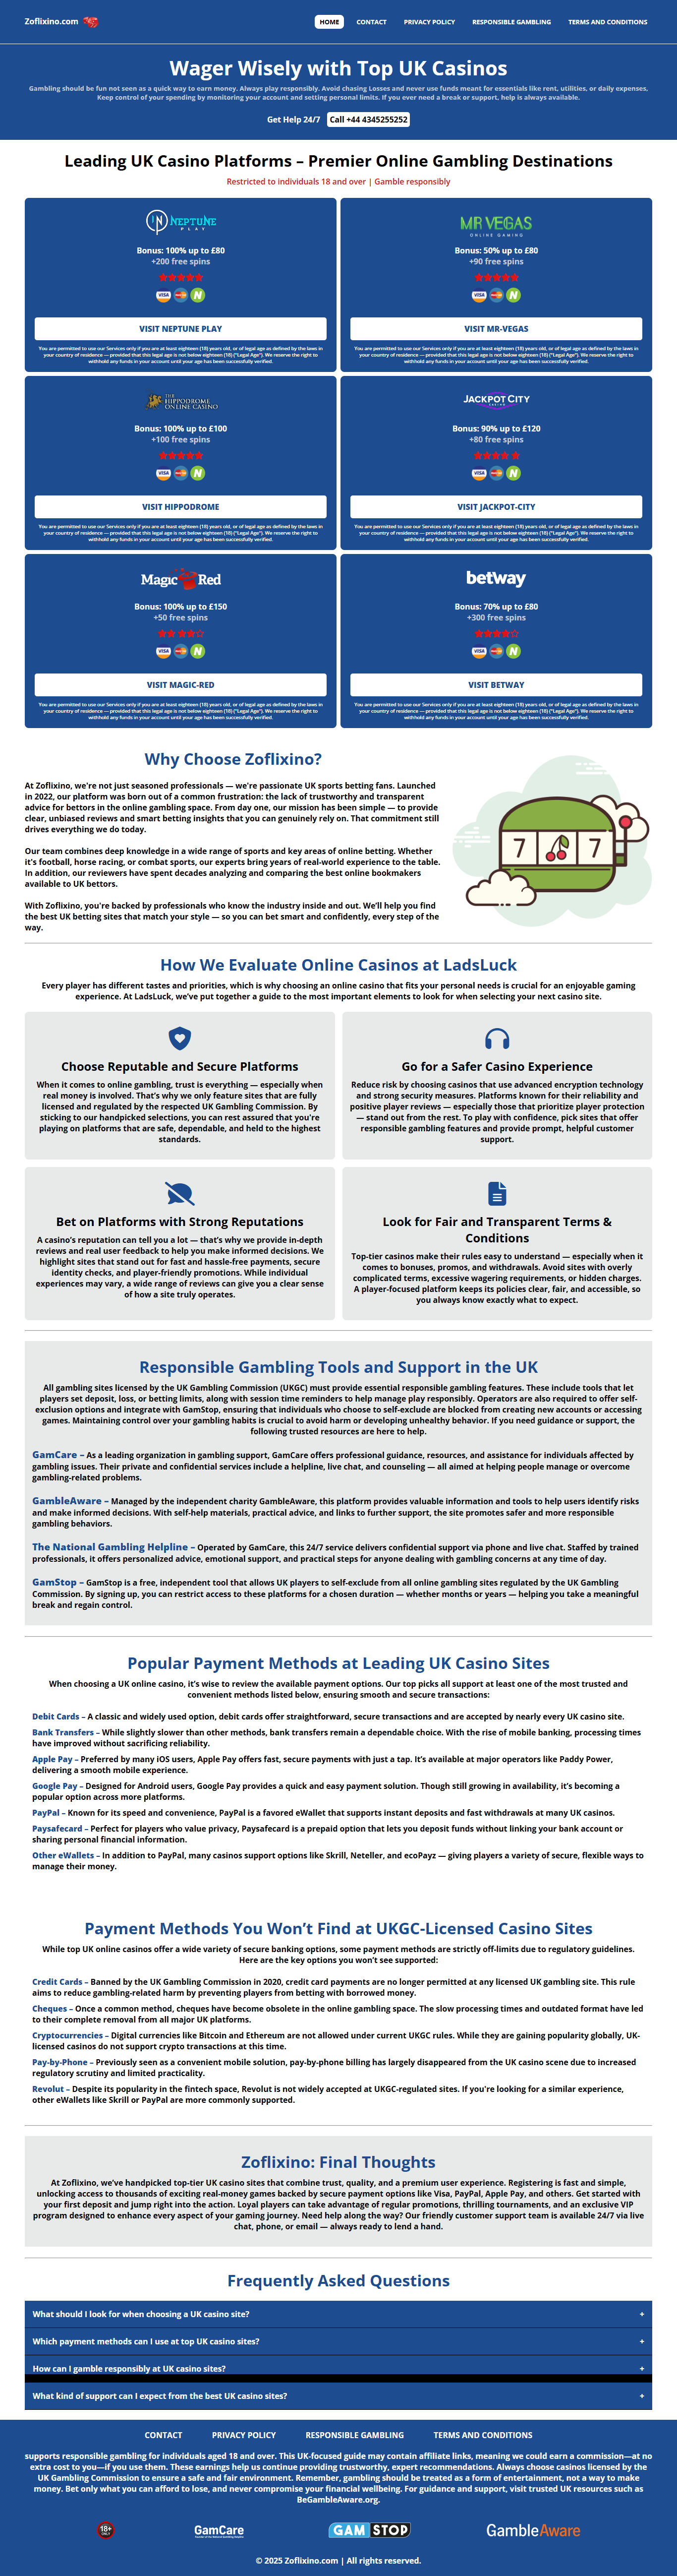 Zoflixino.com
HOME CONTACT PRIVACY POLICY RESPONSIBLE GAMBLING TERMS AND CONDITIONS
Wager Wisely with Top UK Casinos
Gambling should be fun not seen as a quick way to earn money. Always play responsibly. Avoid chasing Losses and never use funds meant for essentials like rent, utilities, or daily expenses,
Keep control of your spending by monitoring your account and setting personal limits. If you ever need a break or support, help is always available.
Get Help 24/7 Call +44 4345255252
Leading UK Casino Platforms – Premier Online Gambling Destinations
Restricted to individuals 18 and over | Gamble responsibly
NEPTUNE
PLAY
Bonus: 100% up to £80
+200 free spins
VISA
N
VISIT NEPTUNE PLAY
You are permitted to use our Services only if you are at least eighteen (18) years old, or of legal age as defined by the laws in
your country of residence — provided that this legal age is not below eighteen (18) ("Legal Age"). We reserve the right to
withhold any funds in your account until your age has been successfully verified.
MR VEGAS
ONLINE GAMING
Bonus: 50% up to £80
+90 free spins
VISA
N
VISIT MR-VEGAS
You are permitted to use our Services only if you are at least eighteen (18) years old, or of legal age as defined by the laws in
your country of residence — provided that this legal age is not below eighteen (18) ("Legal Age"). We reserve the right to
withhold any funds in your account until your age has been successfully verified.
THE
HIPPODROME
ONLINE CASINO
Bonus: 100% up to £100
+100 free spins
VISA
N
VISIT HIPPODROME
You are permitted to use our Services only if you are at least eighteen (18) years old, or of legal age as defined by the laws in
your country of residence — provided that this legal age is not below eighteen (18) ("Legal Age"). We reserve the right to
withhold any funds in your account until your age has been successfully verified.
JACKPOT CITY
CASINO
Bonus: 90% up to £120
+80 free spins
VISA
N
VISIT JACKPOT-CITY
You are permitted to use our Services only if you are at least eighteen (18) years old, or of legal age as defined by the laws in
your country of residence — provided that this legal age is not below eighteen (18) ("Legal Age"). We reserve the right to
withhold any funds in your account until your age has been successfully verified.
Magic Red
Bonus: 100% up to £150
+50 free spins
VISA
N
VISIT MAGIC-RED
You are permitted to use our Services only if you are at least eighteen (18) years old, or of legal age as defined by the laws in
your country of residence — provided that this legal age is not below eighteen (18) ("Legal Age"). We reserve the right to
withhold any funds in your account until your age has been successfully verified.
betway
Bonus: 70% up to £80
+300 free spins
VISA
N
VISIT BETWAY
You are permitted to use our Services only if you are at least eighteen (18) years old, or of legal age as defined by the laws in
your country of residence — provided that this legal age is not below eighteen (18) ("Legal Age"). We reserve the right to
withhold any funds in your account until your age has been successfully verified.
Why Choose Zoflixino?
At Zoflixino, we're not just seasoned professionals — we're passionate UK sports betting fans. Launched
in 2022, our platform was born out of a common frustration: the lack of trustworthy and transparent
advice for bettors in the online gambling space. From day one, our mission has been simple — to provide
clear, unbiased reviews and smart betting insights that you can genuinely rely on. That commitment still
drives everything we do today.
Our team combines deep knowledge in a wide range of sports and key areas of online betting. Whether
it's football, horse racing, or combat sports, our experts bring years of real-world experience to the table.
In addition, our reviewers have spent decades analyzing and comparing the best online bookmakers
available to UK bettors.
With Zoflixino, you're backed by professionals who know the industry inside and out. We'll help you find
the best UK betting sites that match your style — so you can bet smart and confidently, every step of the
way.
7 7
How We Evaluate Online Casinos at LadsLuck
Every player has different tastes and priorities, which is why choosing an online casino that fits your personal needs is crucial for an enjoyable gaming
experience. At LadsLuck, we've put together a guide to the most important elements to look for when selecting your next casino site.
Choose Reputable and Secure Platforms
When it comes to online gambling, trust is everything — especially when
real money is involved. That's why we only feature sites that are fully
licensed and regulated by the respected UK Gambling Commission. By
sticking to our handpicked selections, you can rest assured that you're
playing on platforms that are safe, dependable, and held to the highest
standards.
Go for a Safer Casino Experience
Reduce risk by choosing casinos that use advanced encryption technology
and strong security measures. Platforms known for their reliability and
positive player reviews — especially those that prioritize player protection
— stand out from the rest. To play with confidence, pick sites that offer
responsible gambling features and provide prompt, helpful customer
support.
Bet on Platforms with Strong Reputations
A casino's reputation can tell you a lot — that's why we provide in-depth
reviews and real user feedback to help you make informed decisions. We
highlight sites that stand out for fast and hassle-free payments, secure
identity checks, and player-friendly promotions. While individual
experiences may vary, a wide range of reviews can give you a clear sense
of how a site truly operates.
Look for Fair and Transparent Terms &
Conditions
Top-tier casinos make their rules easy to understand — especially when it
comes to bonuses, promos, and withdrawals. Avoid sites with overly
complicated terms, excessive wagering requirements, or hidden charges.
A player-focused platform keeps its policies clear, fair, and accessible, so
you always know exactly what to expect.
Responsible Gambling Tools and Support in the UK
All gambling sites licensed by the UK Gambling Commission (UKGC) must provide essential responsible gambling features. These include tools that let
players set deposit, loss, or betting limits, along with session time reminders to help manage play responsibly. Operators are also required to offer self-
exclusion options and integrate with GamStop, ensuring that individuals who choose to self-exclude are blocked from creating new accounts or accessing
games. Maintaining control over your gambling habits is crucial to avoid harm or developing unhealthy behavior. If you need guidance or support, the
following trusted resources are here to help.
GamCare – As a leading organization in gambling support, GamCare offers professional guidance, resources, and assistance for individuals affected by
gambling issues. Their private and confidential services include a helpline, live chat, and counseling — all aimed at helping people manage or overcome
gambling-related problems.
GambleAware – Managed by the independent charity GambleAware, this platform provides valuable information and tools to help users identify risks
and make informed decisions. With self-help materials, practical advice, and links to further support, the site promotes safer and more responsible
gambling behaviors.
The National Gambling Helpline – Operated by GamCare, this 24/7 service delivers confidential support via phone and live chat. Staffed by trained
professionals, it offers personalized advice, emotional support, and practical steps for anyone dealing with gambling concerns at any time of day.
GamStop – GamStop is a free, independent tool that allows UK players to self-exclude from all online gambling sites regulated by the UK Gambling
Commission. By signing up, you can restrict access to these platforms for a chosen duration — whether months or years — helping you take a meaningful
break and regain control.
Popular Payment Methods at Leading UK Casino Sites
When choosing a UK online casino, it's wise to review the available payment options. Our top picks all support at least one of the most trusted and
convenient methods listed below, ensuring smooth and secure transactions:
Debit Cards – A classic and widely used option, debit cards offer straightforward, secure transactions and are accepted by nearly every UK casino site.
Bank Transfers – While slightly slower than other methods, bank transfers remain a dependable choice. With the rise of mobile banking, processing times
have improved without sacrificing reliability.
Apple Pay – Preferred by many iOS users, Apple Pay offers fast, secure payments with just a tap. It's available at major operators like Paddy Power,
delivering a smooth mobile experience.
Google Pay – Designed for Android users, Google Pay provides a quick and easy payment solution. Though still growing in availability, it's becoming a
popular option across more platforms.
PayPal – Known for its speed and convenience, PayPal is a favored eWallet that supports instant deposits and fast withdrawals at many UK casinos.
Paysafecard – Perfect for players who value privacy, Paysafecard is a prepaid option that lets you deposit funds without linking your bank account or
sharing personal financial information.
Other eWallets – In addition to PayPal, many casinos support options like Skrill, Neteller, and ecoPayz — giving players a variety of secure, flexible ways to
manage their money.
Payment Methods You Won't Find at UKGC-Licensed Casino Sites
While top UK online casinos offer a wide variety of secure banking options, some payment methods are strictly off-limits due to regulatory guidelines.
Here are the key options you won't see supported:
Credit Cards – Banned by the UK Gambling Commission in 2020, credit card payments are no longer permitted at any licensed UK gambling site. This rule
aims to reduce gambling-related harm by preventing players from betting with borrowed money.
Cheques – Once a common method, cheques have become obsolete in the online gambling space. The slow processing times and outdated format have led
to their complete removal from all major UK platforms.
Cryptocurrencies – Digital currencies like Bitcoin and Ethereum are not allowed under current UKGC rules. While they are gaining popularity globally, UK-
licensed casinos do not support crypto transactions at this time.
Pay-by-Phone – Previously seen as a convenient mobile solution, pay-by-phone billing has largely disappeared from the UK casino scene due to increased
regulatory scrutiny and limited practicality.
Revolut – Despite its popularity in the fintech space, Revolut is not widely accepted at UKGC-regulated sites. If you're looking for a similar experience,
other eWallets like Skrill or PayPal are more commonly supported.
Zoflixino: Final Thoughts
At Zoflixino, we've handpicked top-tier UK casino sites that combine trust, quality, and a premium user experience. Registering is fast and simple,
unlocking access to thousands of exciting real-money games backed by secure payment options like Visa, PayPal, Apple Pay, and others. Get started with
your first deposit and jump right into the action. Loyal players can take advantage of regular promotions, thrilling tournaments, and an exclusive VIP
program designed to enhance every aspect of your gaming journey. Need help along the way? Our friendly customer support team is available 24/7 via live
chat, phone, or email — always ready to lend a hand.
Frequently Asked Questions
What should I look for when choosing a UK casino site? +
Which payment methods can I use at top UK casino sites? +
How can I gamble responsibly at UK casino sites? +
What kind of support can I expect from the best UK casino sites? +
CONTACT PRIVACY POLICY RESPONSIBLE GAMBLING TERMS AND CONDITIONS
supports responsible gambling for individuals aged 18 and over. This UK-focused guide may contain affiliate links, meaning we could earn a commission—at no
extra cost to you—if you use them. These earnings help us continue providing trustworthy, expert recommendations. Always choose casinos licensed by the
UK Gambling Commission to ensure a safe and fair environment. Remember, gambling should be treated as a form of entertainment, not a way to make
money. Bet only what you can afford to lose, and never compromise your financial wellbeing. For guidance and support, visit trusted UK resources such as
BeGambleAware.org.
18+
ONLY
GamCare
GAMSTOP
GambleAware
© 2025 Zoflixino.com | All rights reserved.